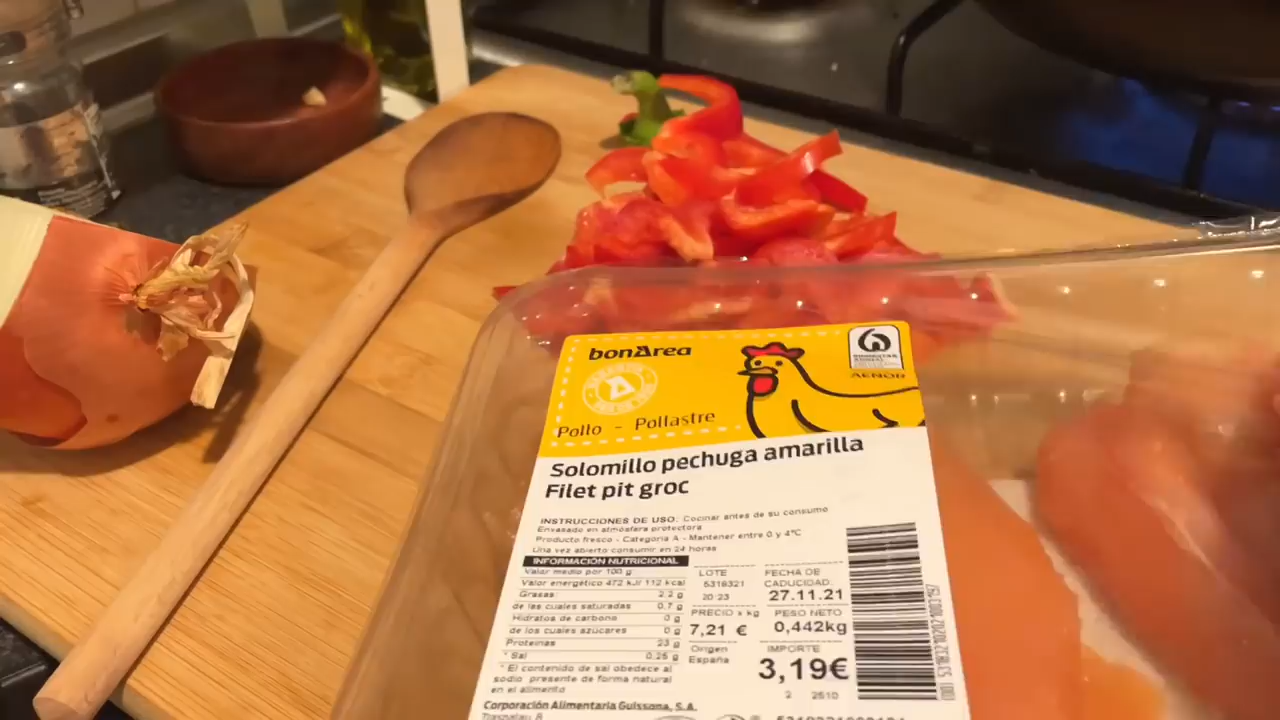 bonÀrea
Pollo - Pollastre
AENOR
Solomillo pechuga amarilla
Filet pit groc
INSTRUCCIONES DE USO: Cocinar antes de su consumo
Envasado en atmósfera protectora
Producto fresco - Categoría A - Mantener entre 0 y 4°C
Una vez abierto consumir en 24 horas
INFORMACIÓN NUTRICIONAL
Valor medio por 100 g
Valor energético 472 kJ/ 112 kcal
Grasas 2,2 g
de las cuales saturadas 0,7 g
Hidratos de carbono 0 g
de los cuales azúcares 0 g
Proteínas 23 g
* Sal 0,25 g
* El contenido de sal obedece al
sodio presente de forma natural
en el alimento
LOTE
5318321
20:23
FECHA DE
CADUCIDAD:
27.11.21
PRECIO x kg
7,21 €
PESO NETO
0,442kg
Origen
España
IMPORTE
3,19€
2 2610
Corporación Alimentaria Guissona, S.A.